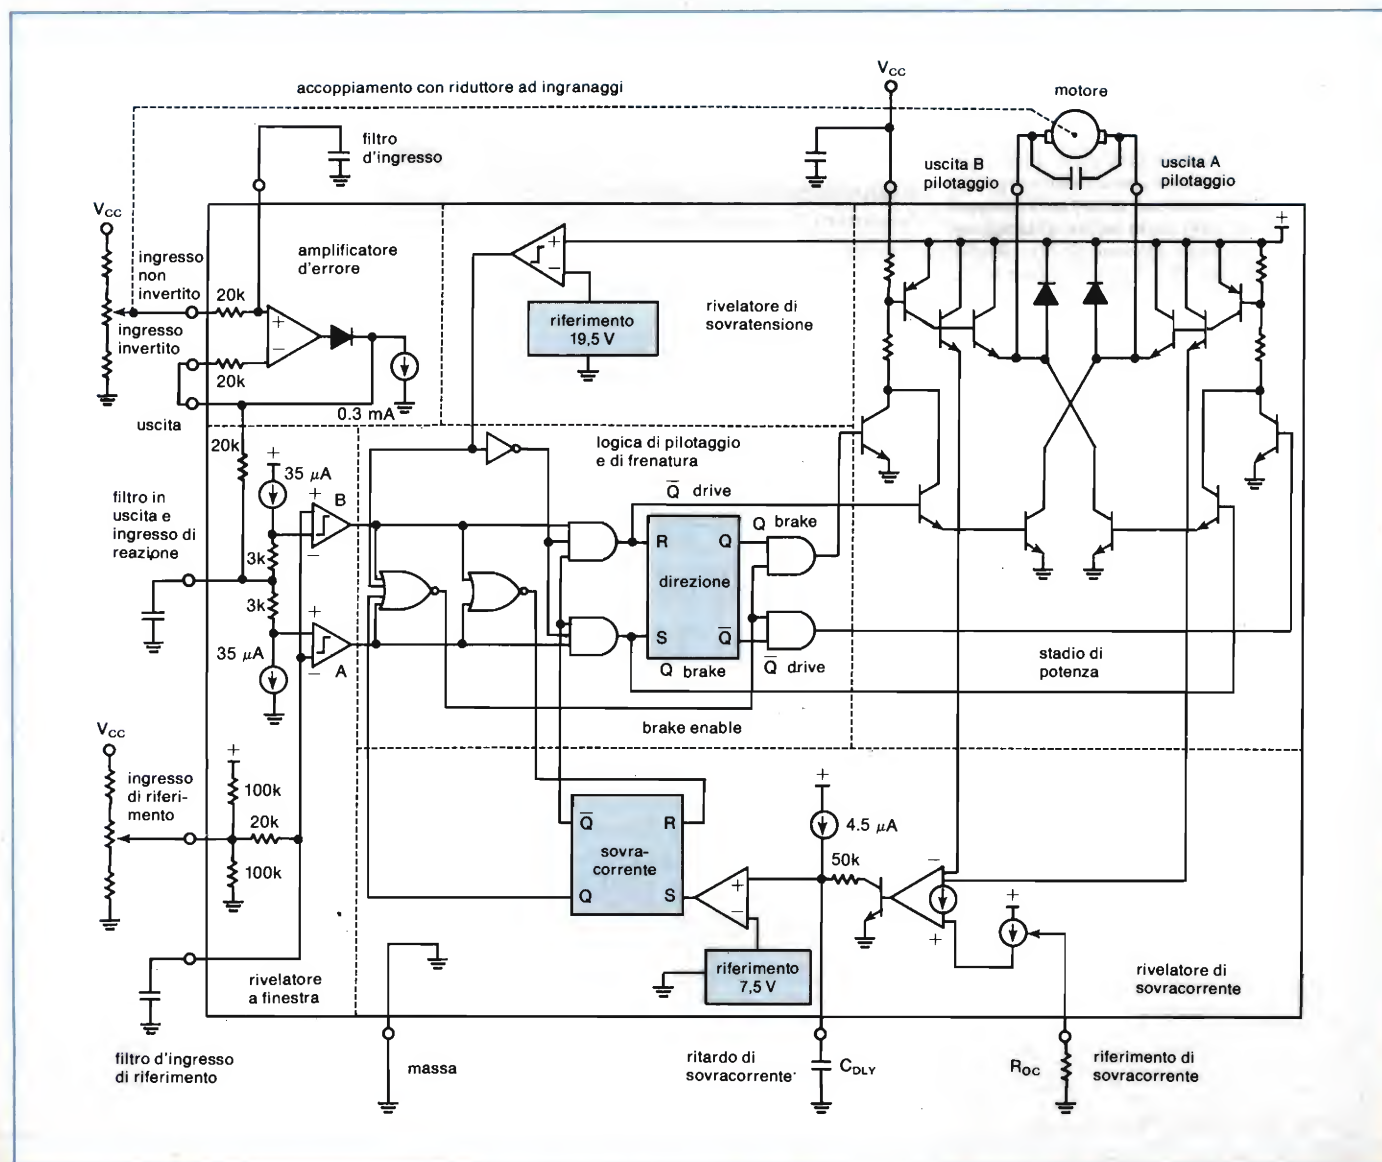 accoppiamento con riduttore ad ingranaggi
VCC
motore
filtro
d'ingresso
uscita B
pilotaggio
uscita A
pilotaggio
VCC
ingresso
non
invertito
ingresso
invertito
20k
20k
amplificatore
d'errore
+
−
0.3 mA
uscita
+
−
riferimento
19,5 V
rivelatore di
sovratensione
+
20k
+
35 μA
filtro in
uscita e
ingresso di
reazione
3k
3k
35 μA
+
B
−
+
A
−
logica di pilotaggio
e di frenatura
Q̅ drive
Q brake
R
Q
direzione
S
Q̅
Q brake
Q̅ drive
brake enable
stadio di
potenza
VCC
ingresso
di riferi-
mento
+
100k
20k
100k
Q̅
R
sovra-
corrente
Q
S
+
−
riferimento
7,5 V
+
4.5 μA
50k
−
+
+
rivelatore di
sovracorrente
rivelatore
a finestra
filtro d'ingresso
di riferimento
massa
ritardo di
sovracorrente
CDLY
ROC
riferimento di
sovracorrente